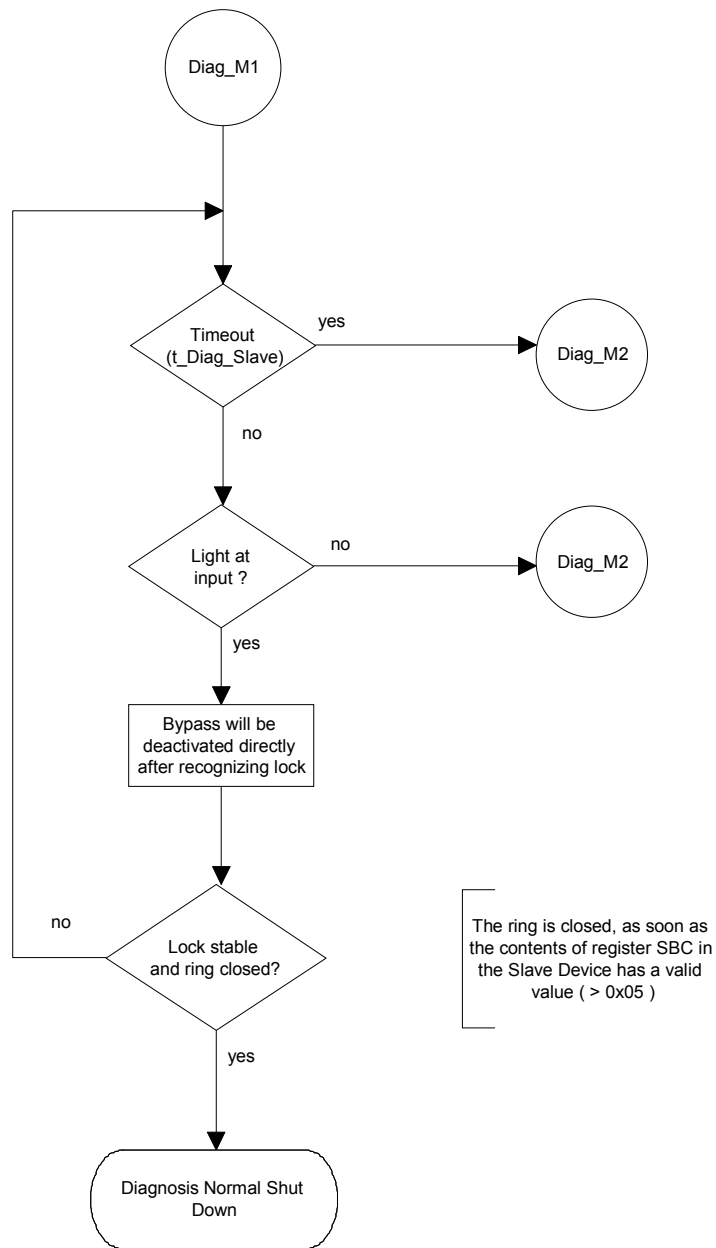 Diag_M1
Timeout
(t_Diag_Slave)
yes
Diag_M2
no
Light at
input ?
no
Diag_M2
yes
Bypass will be
deactivated directly
after recognizing lock
no
Lock stable
and ring closed?
The ring is closed, as soon as
the contents of register SBC in
the Slave Device has a valid
value ( > 0x05 )
yes
Diagnosis Normal Shut
Down